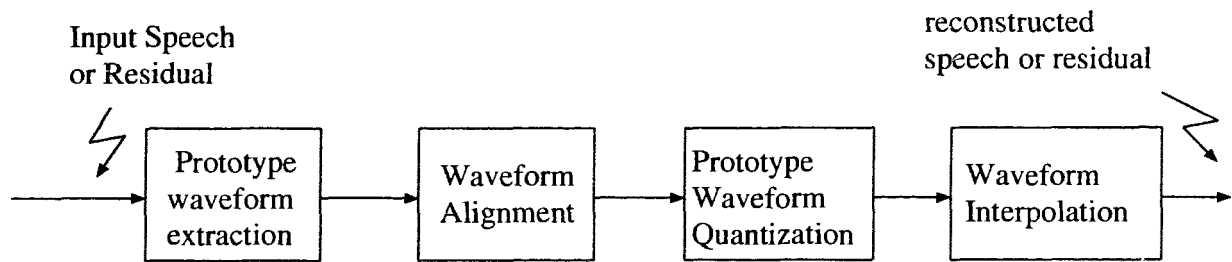 Input Speech
or Residual
reconstructed
speech or residual
Prototype
waveform
extraction
Waveform
Alignment
Prototype
Waveform
Quantization
Waveform
Interpolation